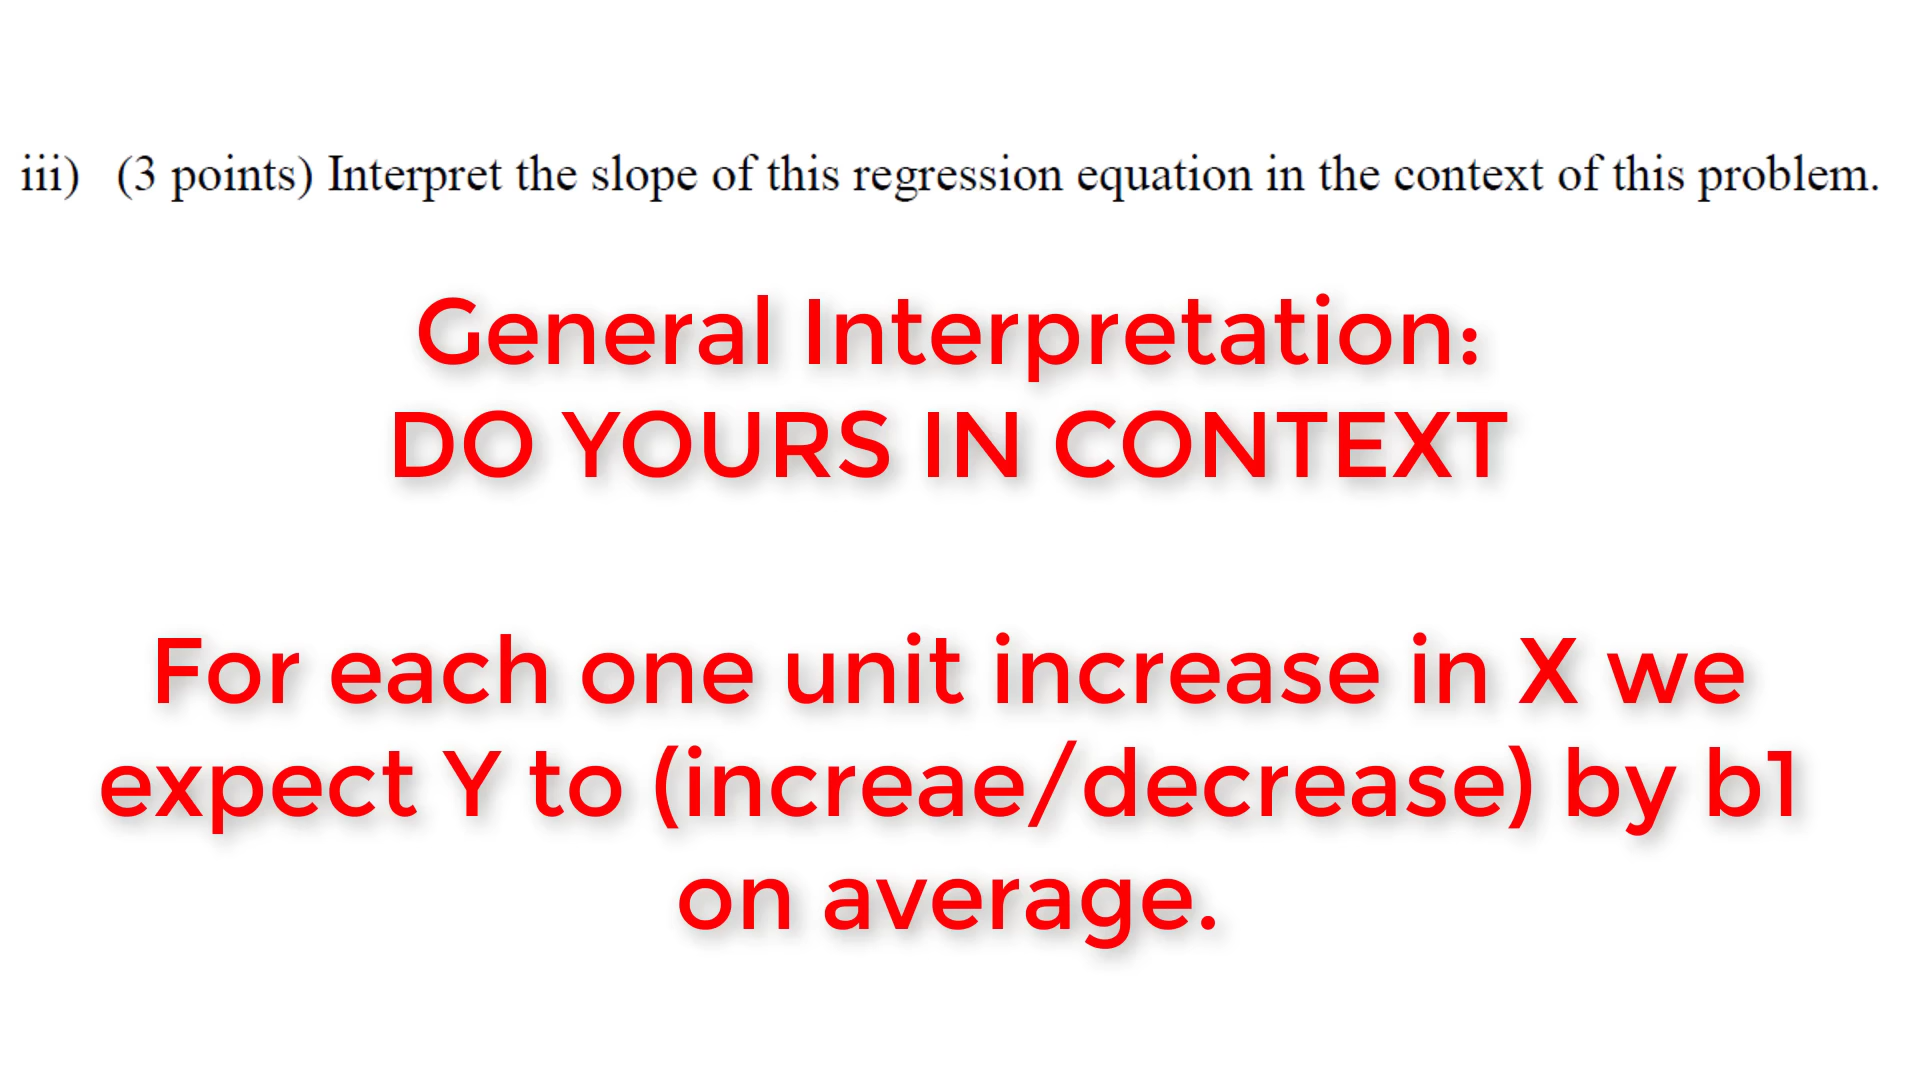 iii) (3 points) Interpret the slope of this regression equation in the context of this problem.
General Interpretation:
DO YOURS IN CONTEXT
For each one unit increase in X we
expect Y to (increae/decrease) by b1
on average.